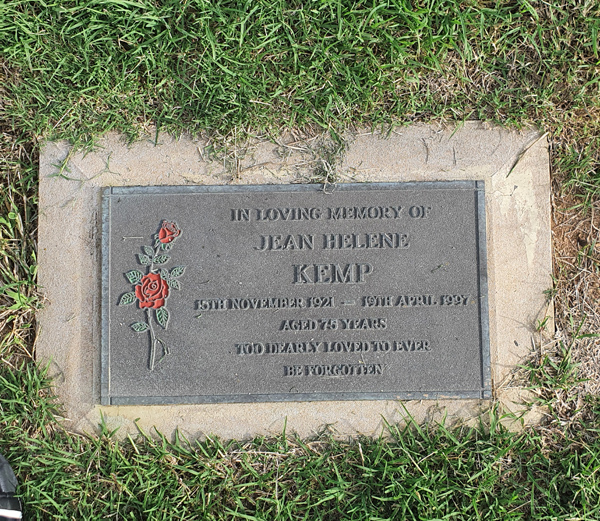 IN LOVING MEMORY OF
JEAN HELENE
KEMP
15TH NOVEMBER 1921 — 19TH APRIL 1997
AGED 75 YEARS
TOO DEARLY LOVED TO EVER
BE FORGOTTEN